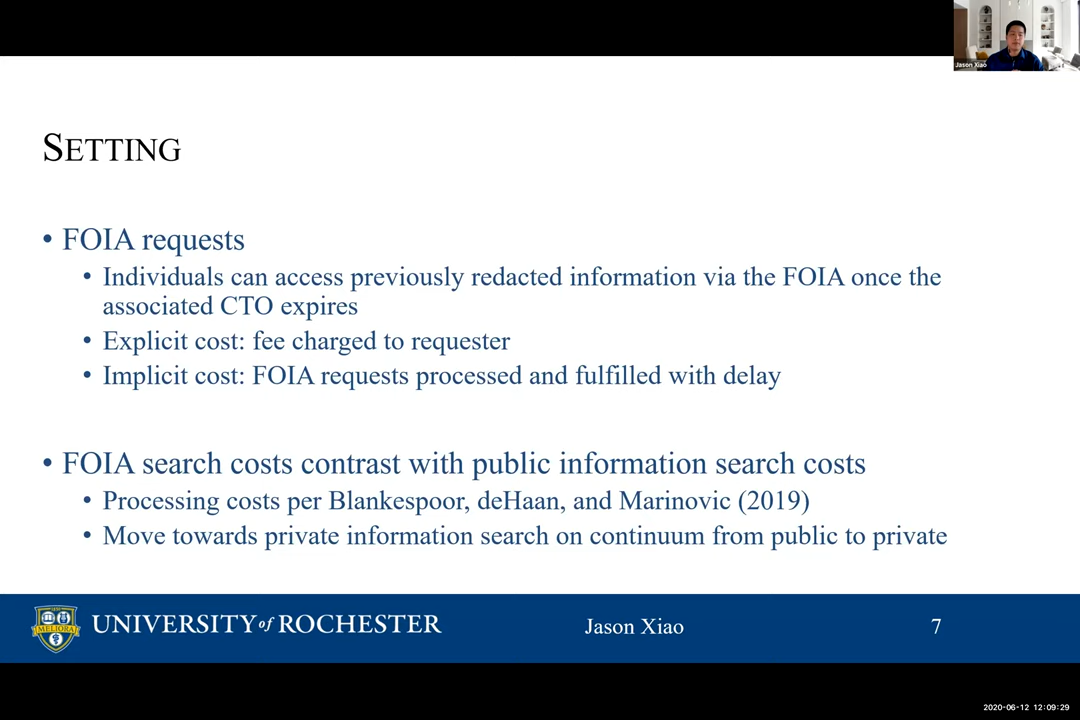 Jason Xiao
SETTING
• FOIA requests
• Individuals can access previously redacted information via the FOIA once the
associated CTO expires
• Explicit cost: fee charged to requester
• Implicit cost: FOIA requests processed and fulfilled with delay
• FOIA search costs contrast with public information search costs
• Processing costs per Blankespoor, deHaan, and Marinovic (2019)
• Move towards private information search on continuum from public to private
MELIORA
UNIVERSITY of ROCHESTER
Jason Xiao
7
2020-06-12 12:09:29